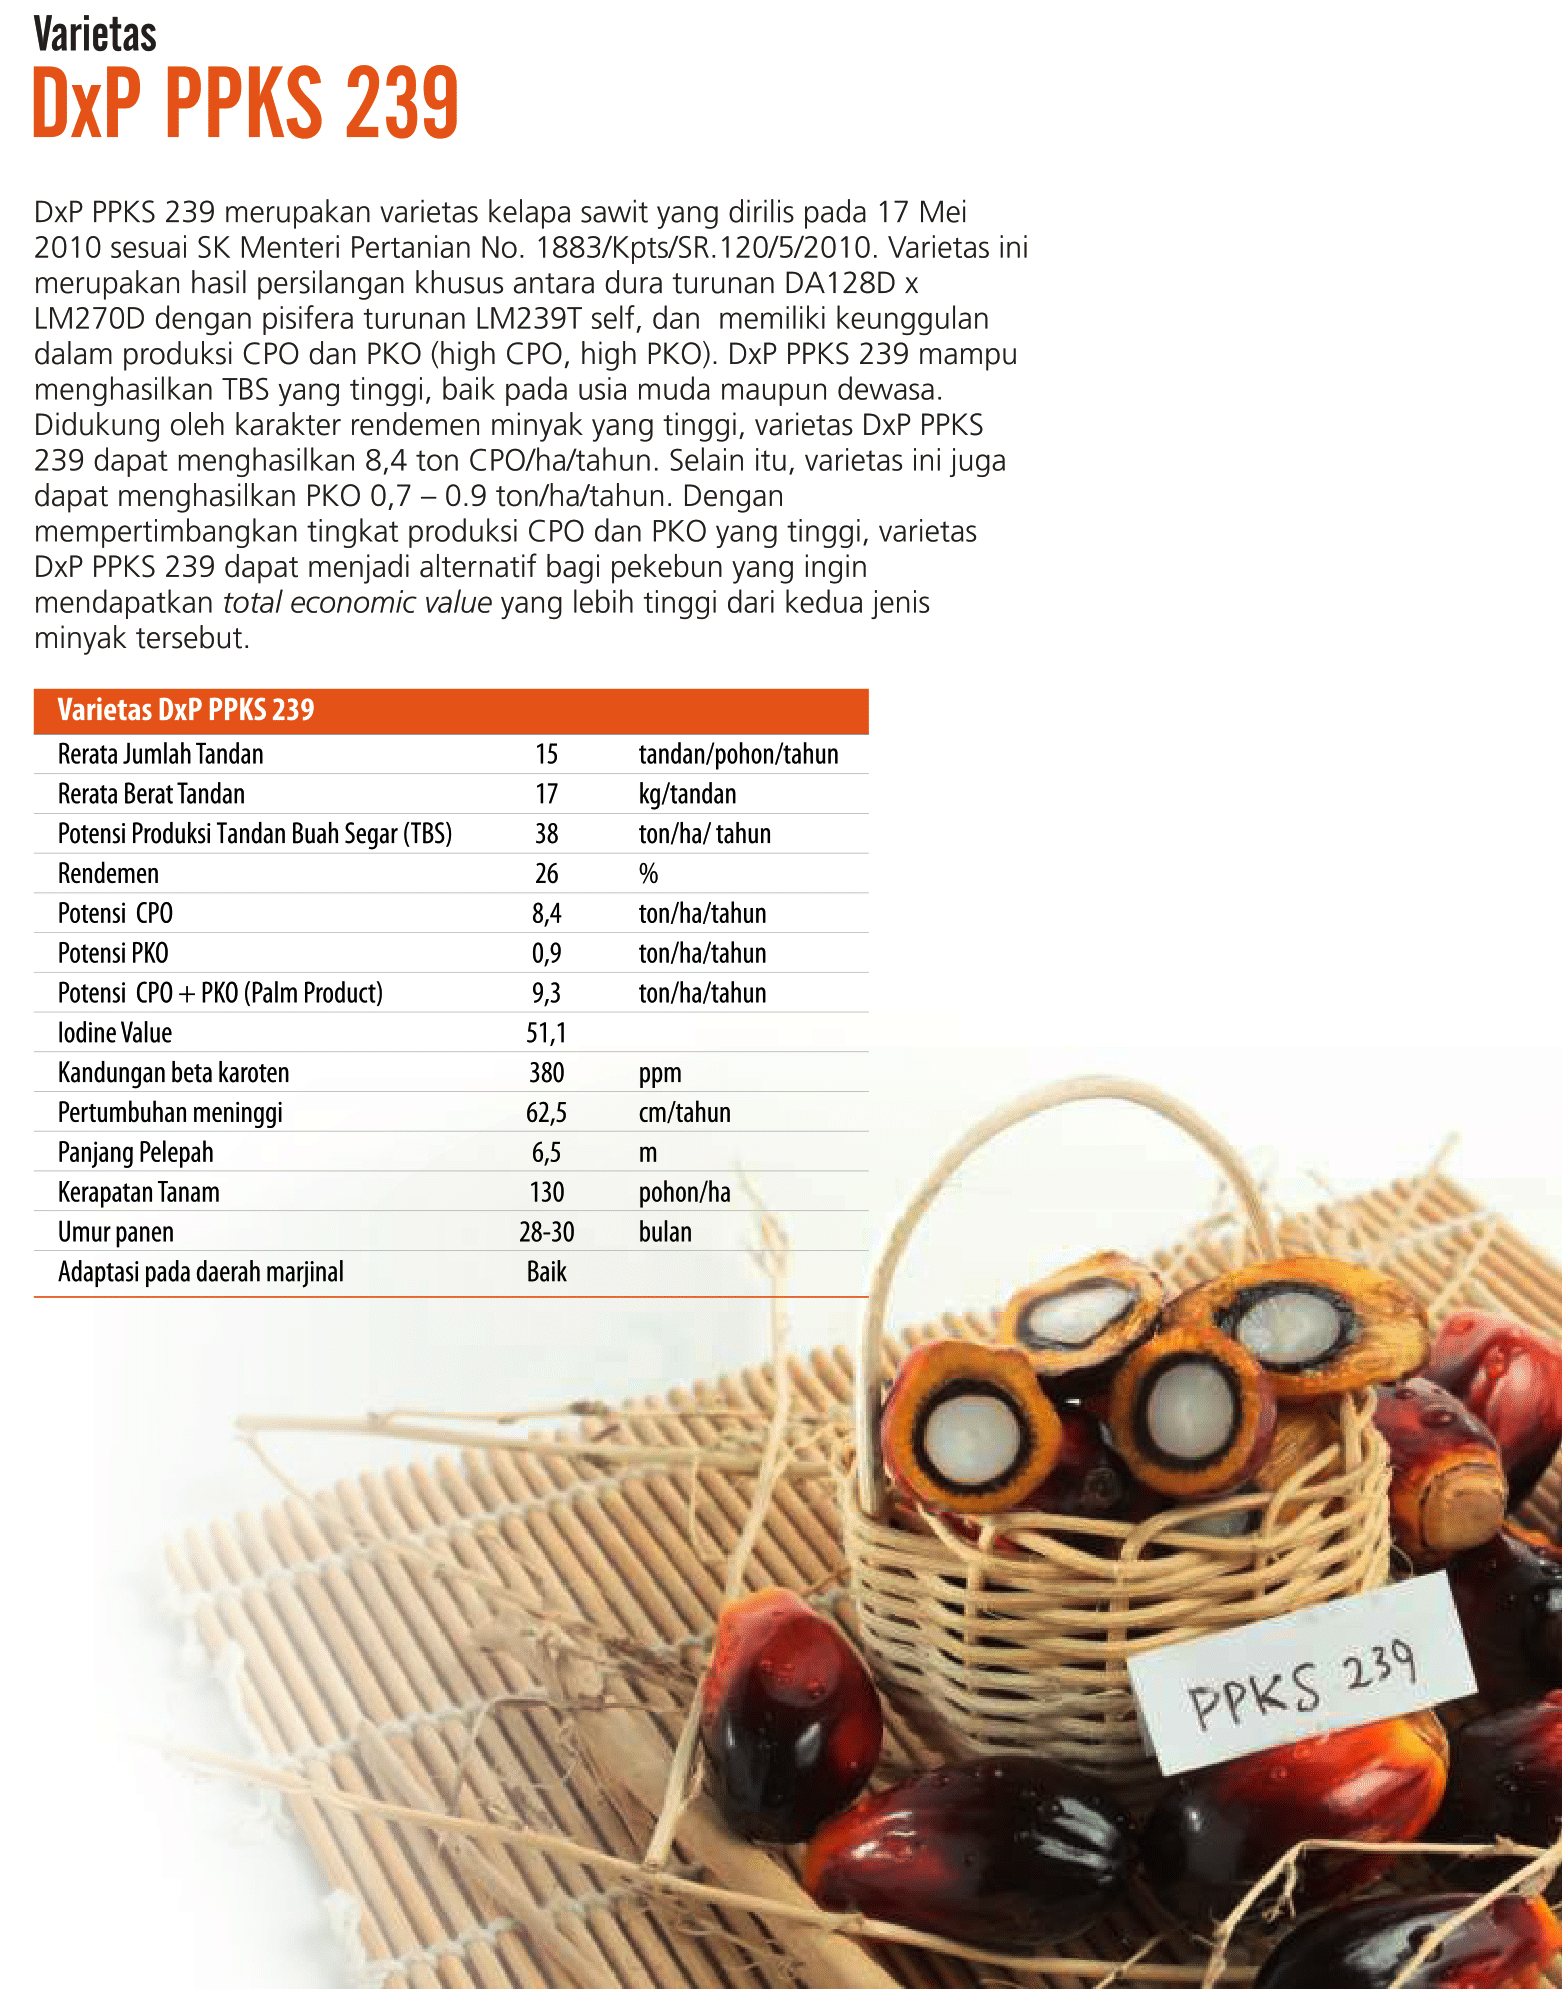 Varietas
DxP PPKS 239
DxP PPKS 239 merupakan varietas kelapa sawit yang dirilis pada 17 Mei
2010 sesuai SK Menteri Pertanian No. 1883/Kpts/SR.120/5/2010. Varietas ini
merupakan hasil persilangan khusus antara dura turunan DA128D x
LM270D dengan pisifera turunan LM239T self, dan memiliki keunggulan
dalam produksi CPO dan PKO (high CPO, high PKO). DxP PPKS 239 mampu
menghasilkan TBS yang tinggi, baik pada usia muda maupun dewasa.
Didukung oleh karakter rendemen minyak yang tinggi, varietas DxP PPKS
239 dapat menghasilkan 8,4 ton CPO/ha/tahun. Selain itu, varietas ini juga
dapat menghasilkan PKO 0,7 – 0.9 ton/ha/tahun. Dengan
mempertimbangkan tingkat produksi CPO dan PKO yang tinggi, varietas
DxP PPKS 239 dapat menjadi alternatif bagi pekebun yang ingin
mendapatkan total economic value yang lebih tinggi dari kedua jenis
minyak tersebut.
Varietas DxP PPKS 239
Rerata Jumlah Tandan 15 tandan/pohon/tahun
Rerata Berat Tandan 17 kg/tandan
Potensi Produksi Tandan Buah Segar (TBS) 38 ton/ha/ tahun
Rendemen 26 %
Potensi CPO 8,4 ton/ha/tahun
Potensi PKO 0,9 ton/ha/tahun
Potensi CPO + PKO (Palm Product) 9,3 ton/ha/tahun
Iodine Value 51,1
Kandungan beta karoten 380 ppm
Pertumbuhan meninggi 62,5 cm/tahun
Panjang Pelepah 6,5 m
Kerapatan Tanam 130 pohon/ha
Umur panen 28-30 bulan
Adaptasi pada daerah marjinal Baik
PPKS 239